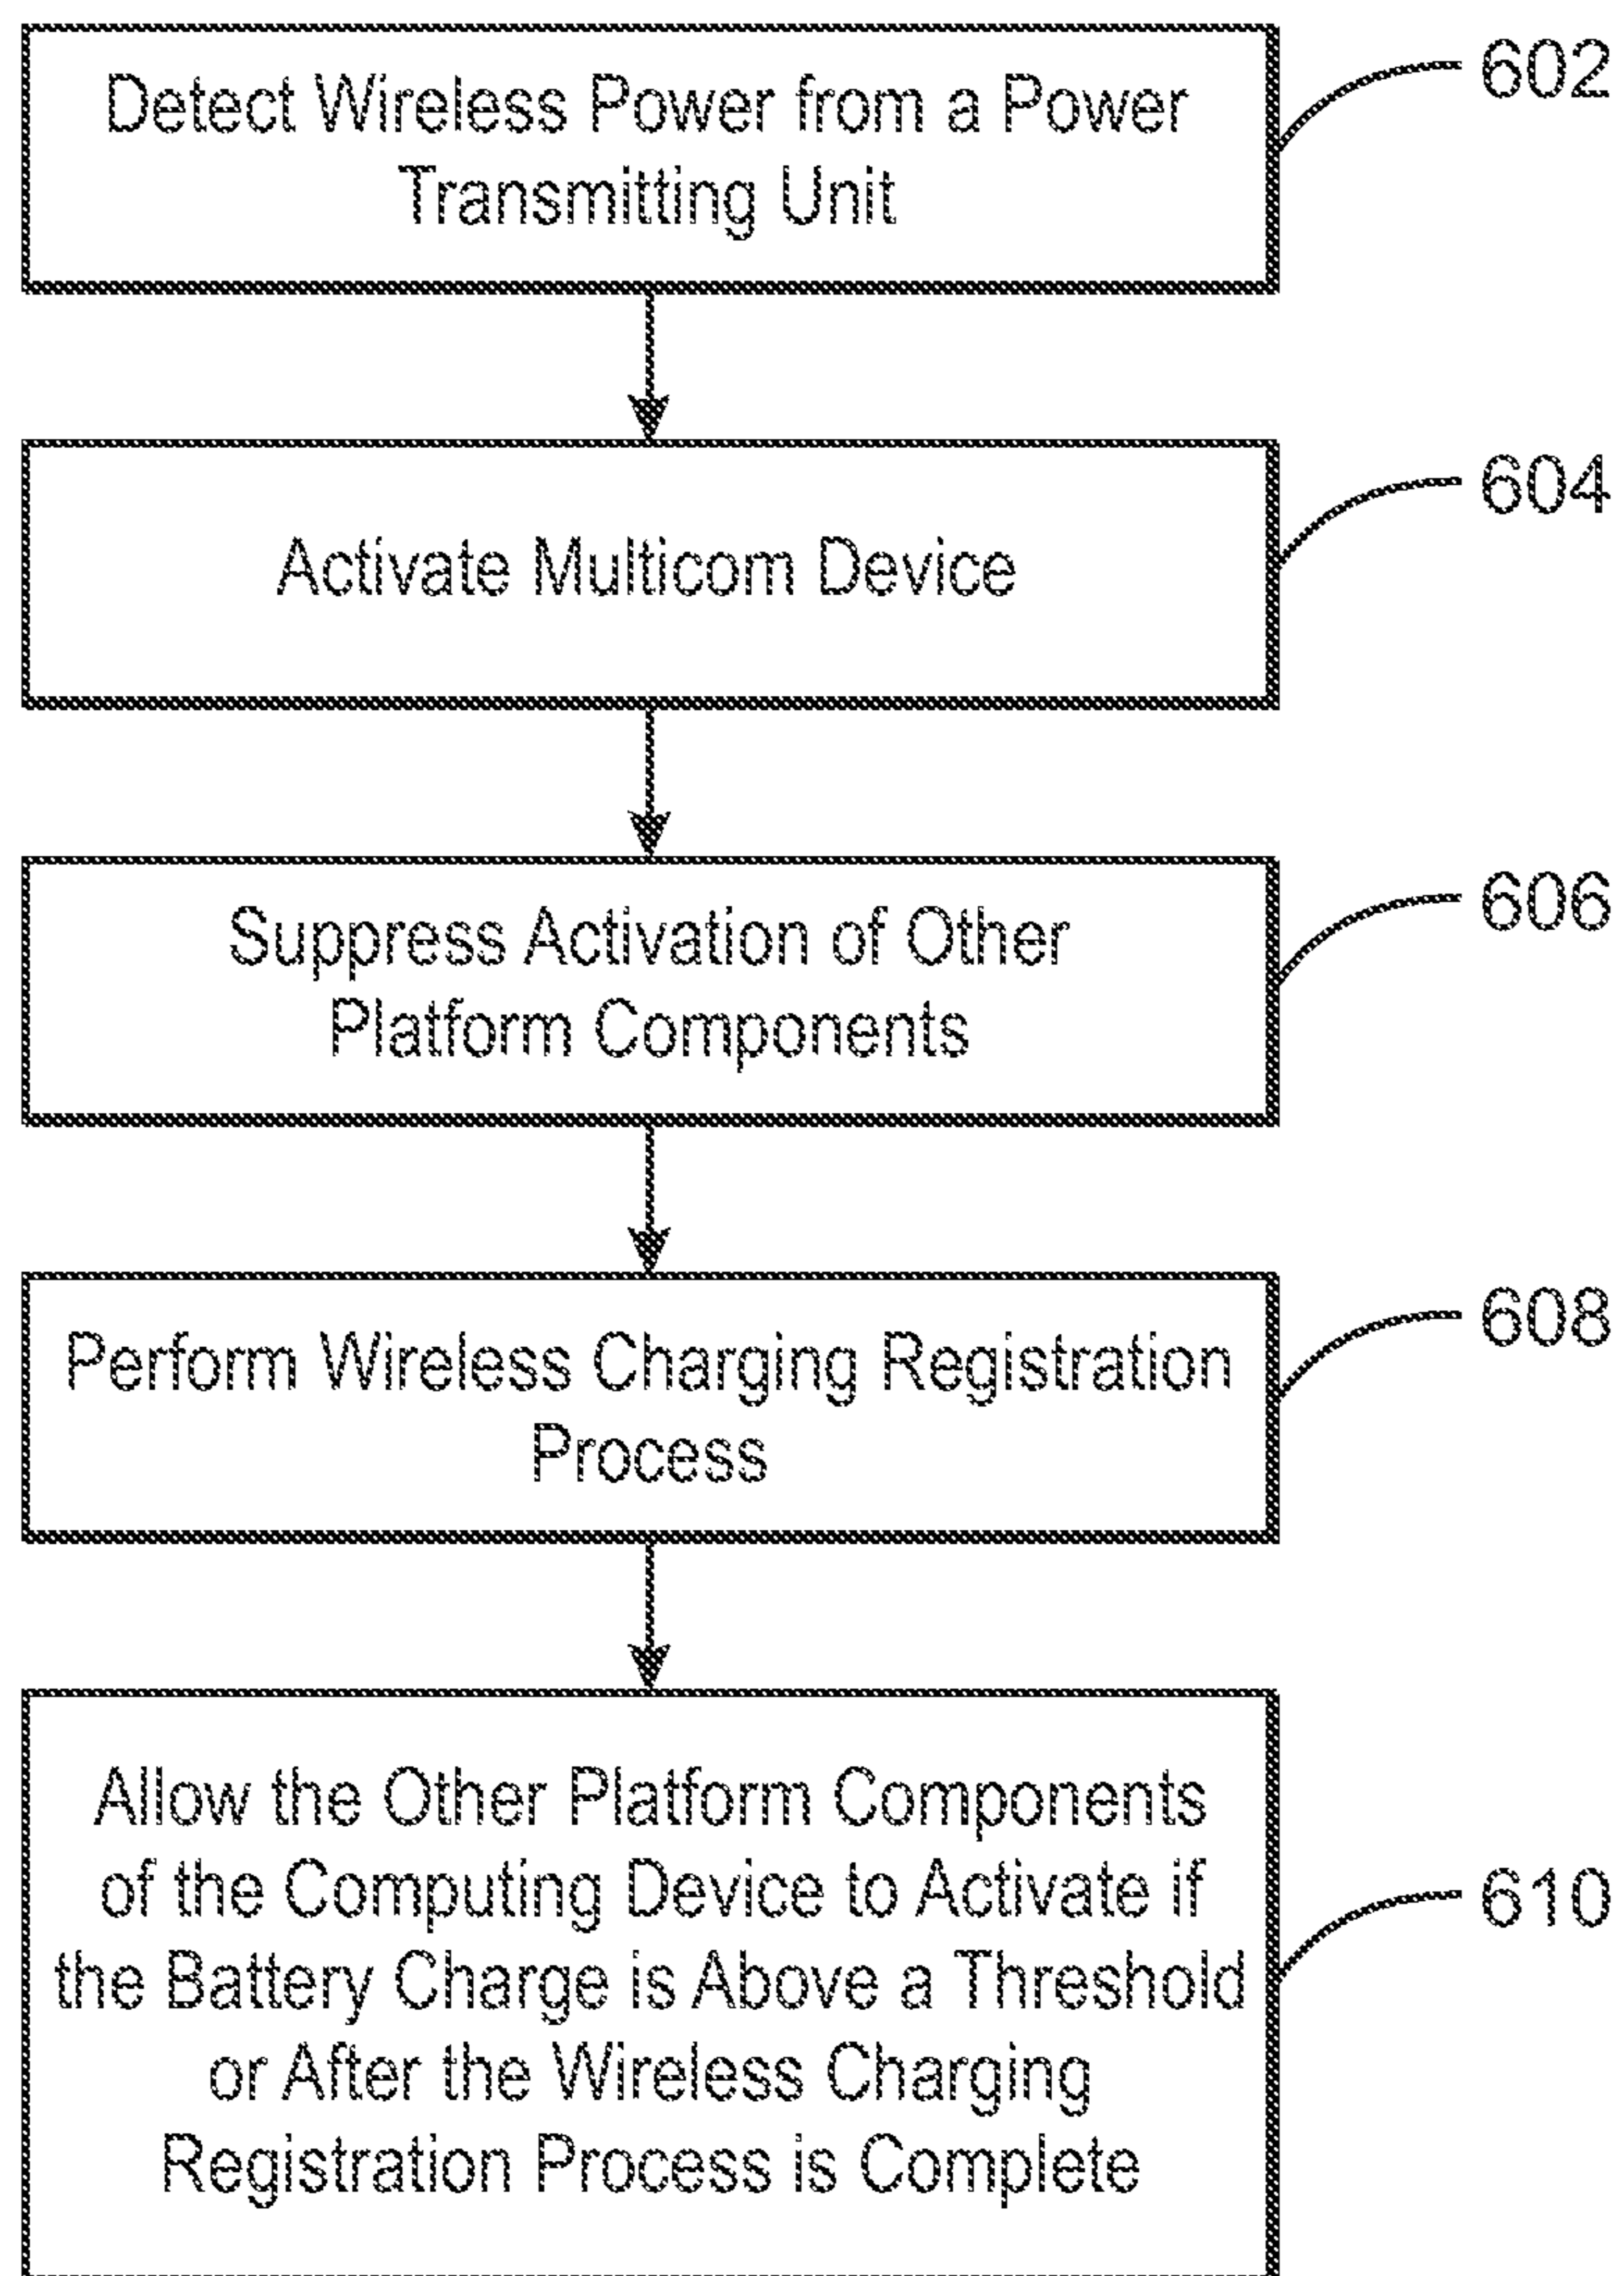 Detect Wireless Power from a Power
Transmitting Unit
602
Activate Multicom Device
604
Suppress Activation of Other
Platform Components
606
Perform Wireless Charging Registration
Process
608
Allow the Other Platform Components
of the Computing Device to Activate if
the Battery Charge is Above a Threshold
or After the Wireless Charging
Registration Process is Complete
610